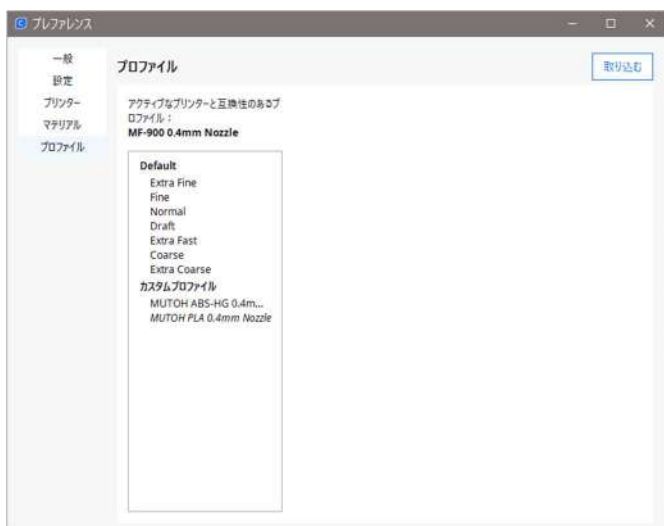 プレファレンス
一般
設定
プリンター
マテリアル
プロファイル
プロファイル
取り込む
アクティブなプリンターと互換性のあるプ
ロファイル：
MF-900 0.4mm Nozzle
Default
Extra Fine
Fine
Normal
Draft
Extra Fast
Coarse
Extra Coarse
カスタムプロファイル
MUTOH ABS-HG 0.4m...
MUTOH PLA 0.4mm Nozzle